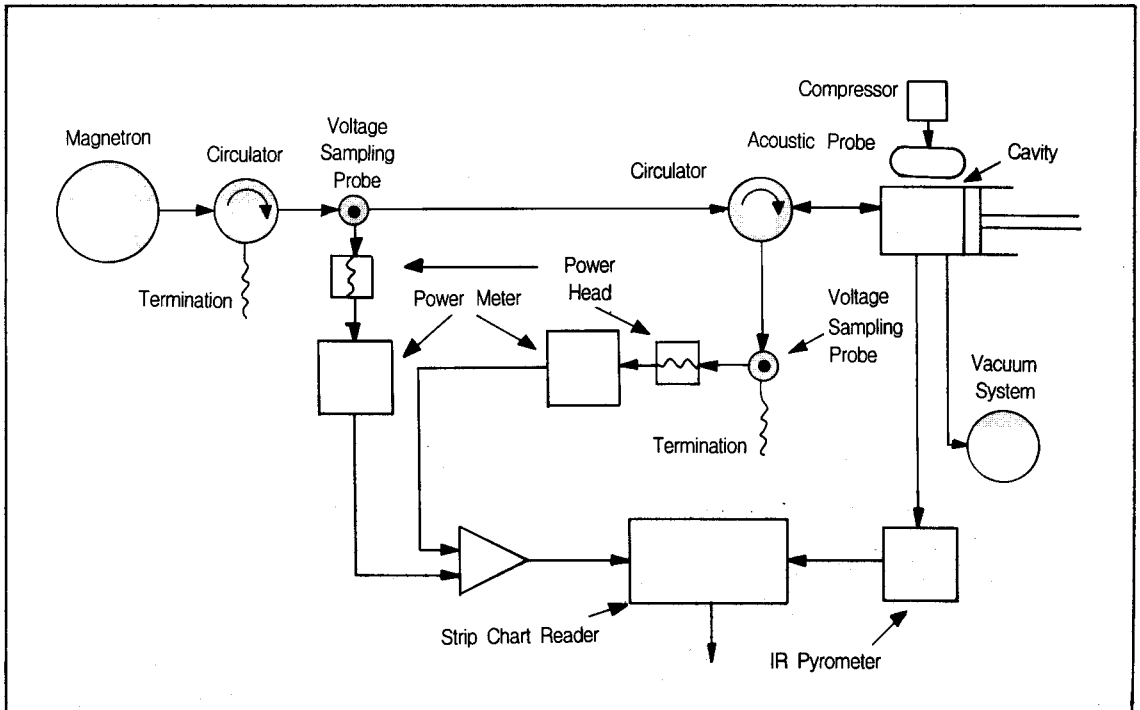 Compressor
Magnetron
Voltage
Sampling
Probe
Circulator
Acoustic Probe
Cavity
Circulator
Termination
Power
Head
Power Meter
Voltage
Sampling
Probe
Vacuum
System
Termination
Strip Chart Reader
IR Pyrometer